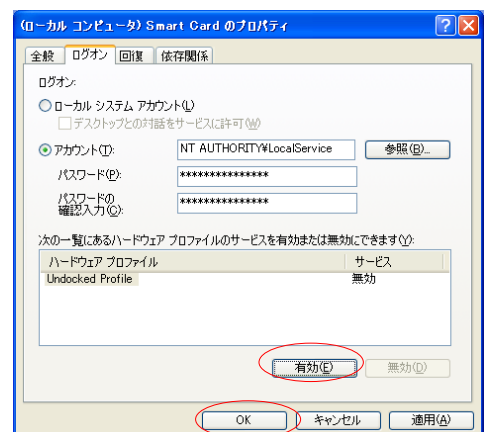 (ローカル コンピュータ) Smart Card のプロパティ
全般 ログオン 回復 依存関係
ログオン:
ローカル システム アカウント(L)
デスクトップとの対話をサービスに許可(W)
アカウント(T): NT AUTHORITY¥LocalService 参照(B)...
パスワード(P): ***************
パスワードの
確認入力(C): ***************
次の一覧にあるハードウェア プロファイルのサービスを有効または無効にできます(Y):
ハードウェア プロファイル サービス
Undocked Profile 無効
有効(E) 無効(D)
OK キャンセル 適用(A)